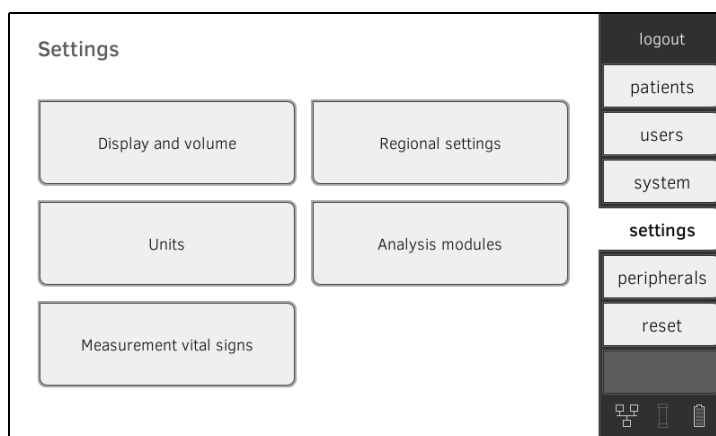 Settings
Display and volume
Regional settings
Units
Analysis modules
Measurement vital signs
logout
patients
users
system
settings
peripherals
reset